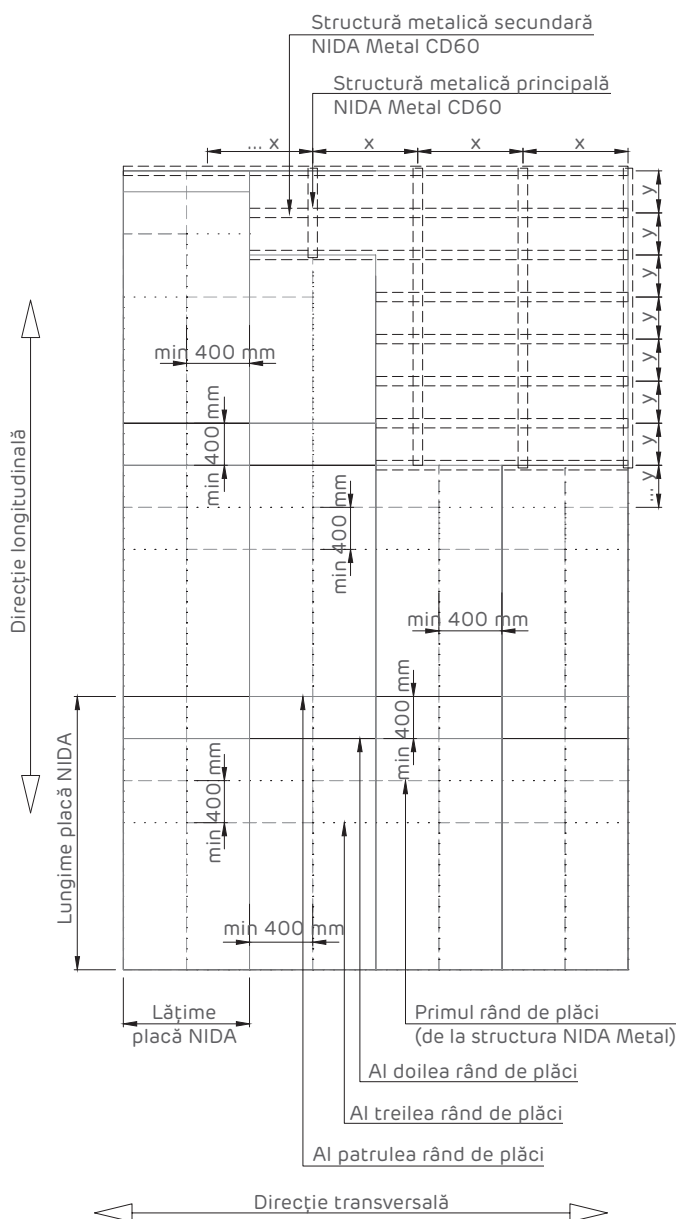 Structură metalică secundară
NIDA Metal CD60
Structură metalică principală
NIDA Metal CD60
... x
x
x
x
y
y
y
y
y
y
y
... y
min 400 mm
min 400 mm
min 400 mm
Direcție longitudinală
min 400 mm
min 400 mm
min 400 mm
Lungime placă NIDA
min 400 mm
Lățime
placă NIDA
Primul rând de plăci
(de la structura NIDA Metal)
Al doilea rând de plăci
Al treilea rând de plăci
Al patrulea rând de plăci
Direcție transversală